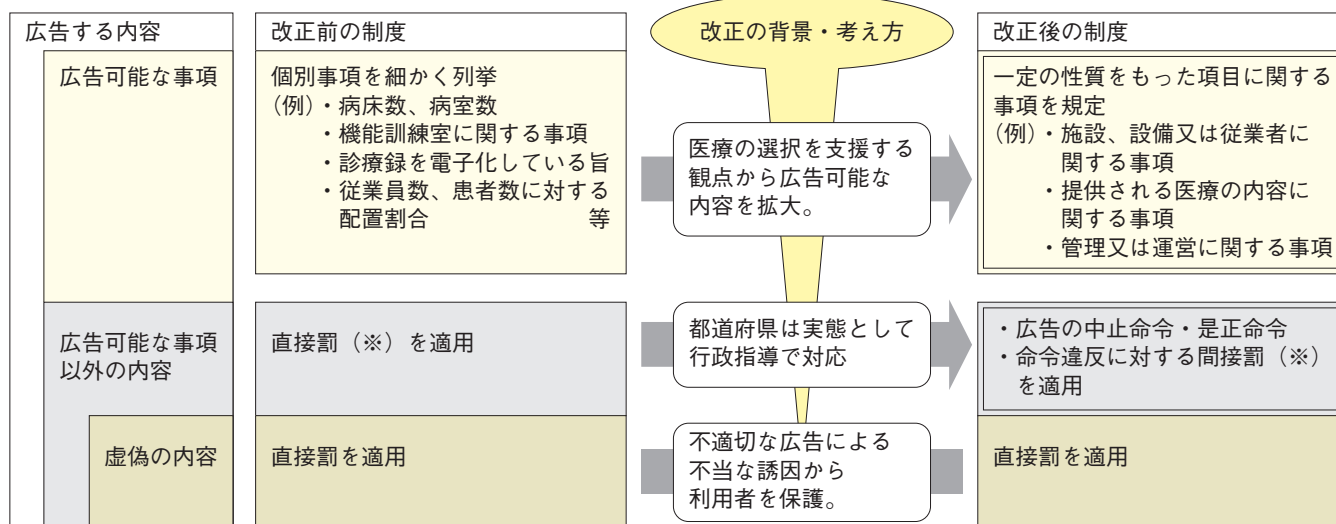 広告する内容
改正前の制度
改正の背景・考え方
改正後の制度
広告可能な事項
個別事項を細かく列挙
（例）・病床数、病室数
・機能訓練室に関する事項
・診療録を電子化している旨
・従業員数、患者数に対する
配置割合　等
医療の選択を支援する
観点から広告可能な
内容を拡大。
一定の性質をもった項目に関する
事項を規定
（例）・施設、設備又は従業者に
関する事項
・提供される医療の内容に
関する事項
・管理又は運営に関する事項
広告可能な事項
以外の内容
直接罰（※）を適用
都道府県は実態として
行政指導で対応
・広告の中止命令・是正命令
・命令違反に対する間接罰（※）
を適用
虚偽の内容
直接罰を適用
不適切な広告による
不当な誘因から
利用者を保護。
直接罰を適用